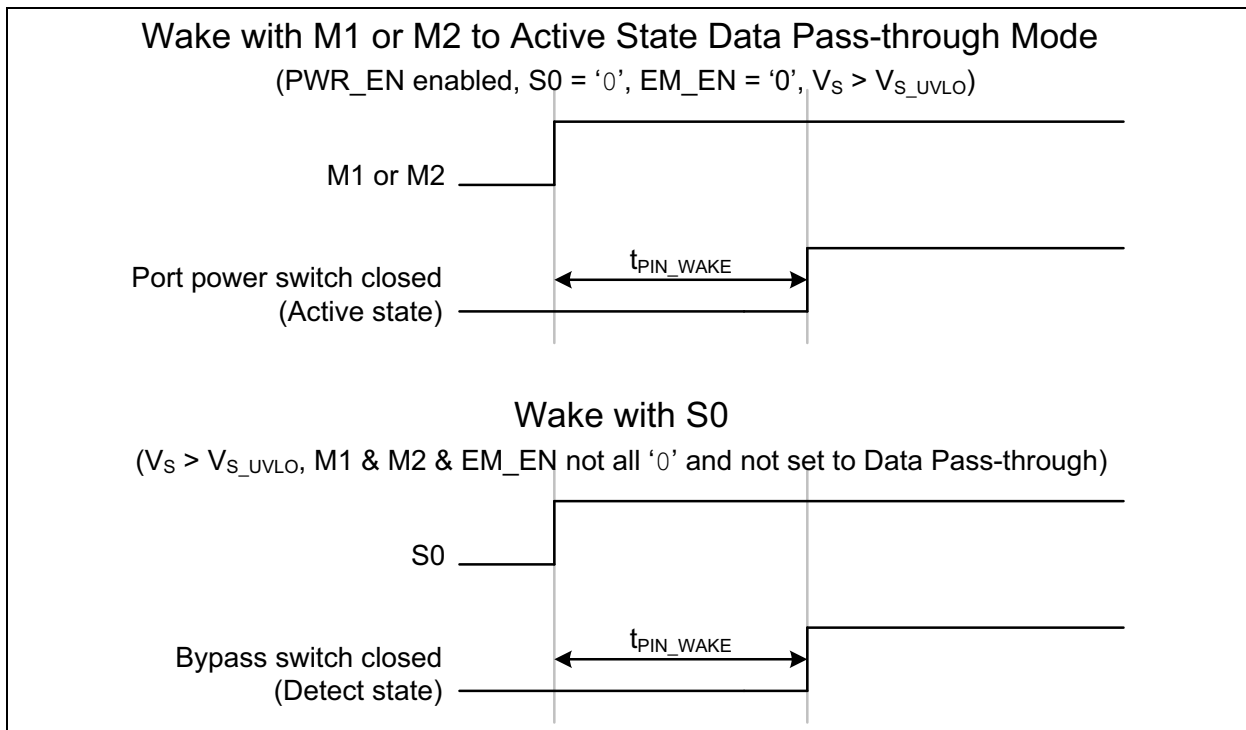 Wake with M1 or M2 to Active State Data Pass-through Mode
(PWR_EN enabled, S0 = ‘0’, EM_EN = ‘0’, VS > VS_UVLO)
M1 or M2
tPIN_WAKE
Port power switch closed
(Active state)
Wake with S0
(VS > VS_UVLO, M1 & M2 & EM_EN not all ‘0’ and not set to Data Pass-through)
S0
tPIN_WAKE
Bypass switch closed
(Detect state)